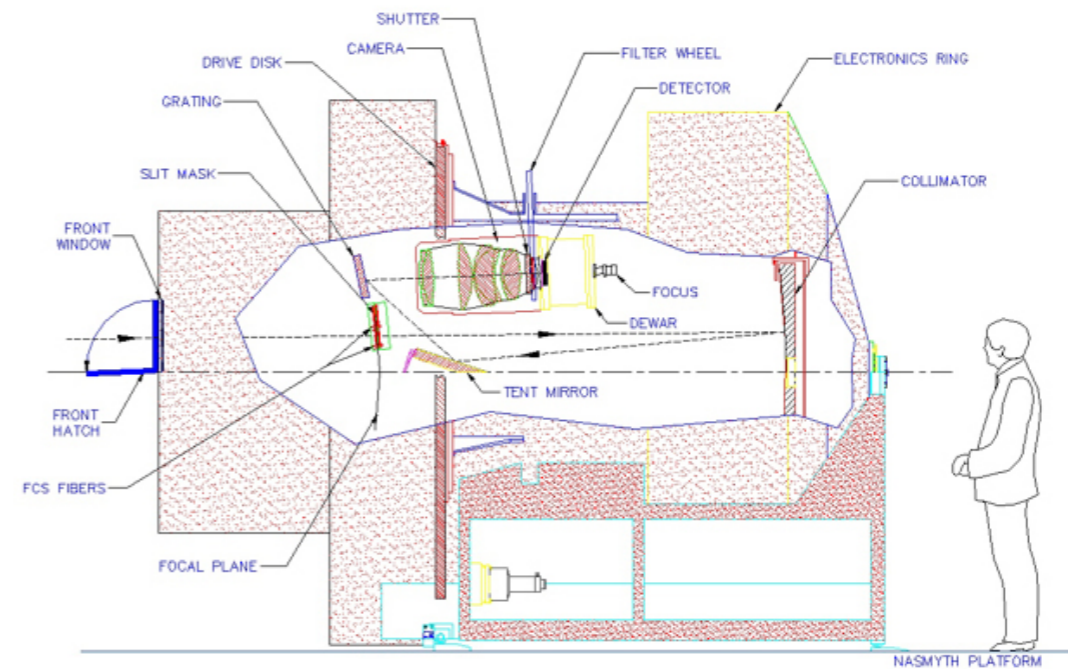 SHUTTER
CAMERA
FILTER WHEEL
ELECTRONICS RING
DRIVE DISK
DETECTOR
GRATING
SLIT MASK
COLLIMATOR
FRONT
WINDOW
FOCUS
DEWAR
TENT MIRROR
FRONT
HATCH
FCS FIBERS
FOCAL PLANE
NASMYTH PLATFORM